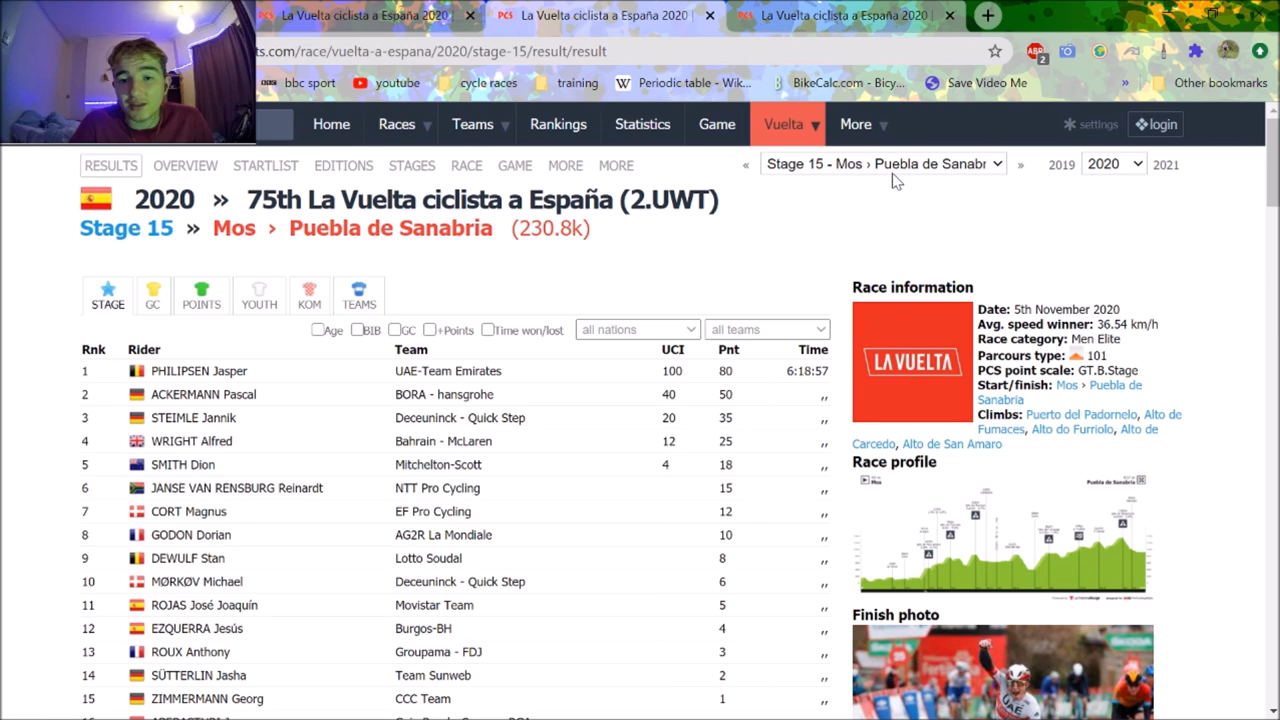 PCS La Vuelta ciclista a España 2020 × PCS La Vuelta ciclista a España 2020 × PCS La Vuelta ciclista a España 2020 × +
ts.com/race/vuelta-a-espana/2020/stage-15/result/result ABP 2
BBC bbc sport youtube cycle races training W Periodic table - Wik... BikeCalc.com - Bicy... Save Video Me » Other bookmarks
Home Races Teams Rankings Statistics Game Vuelta More settings login
RESULTS OVERVIEW STARTLIST EDITIONS STAGES RACE GAME MORE MORE « Stage 15 - Mos › Puebla de Sanabr » 2019 2020 2021
2020 » 75th La Vuelta ciclista a España (2.UWT)
Stage 15 » Mos › Puebla de Sanabria (230.8k)
STAGE GC POINTS YOUTH KOM TEAMS
Age BIB GC +Points Time won/lost all nations all teams
Rnk Rider Team UCI Pnt Time
1 PHILIPSEN Jasper UAE-Team Emirates 100 80 6:18:57
2 ACKERMANN Pascal BORA - hansgrohe 40 50 ,,
3 STEIMLE Jannik Deceuninck - Quick Step 20 35 ,,
4 WRIGHT Alfred Bahrain - McLaren 12 25 ,,
5 SMITH Dion Mitchelton-Scott 4 18 ,,
6 JANSE VAN RENSBURG Reinardt NTT Pro Cycling 15 ,,
7 CORT Magnus EF Pro Cycling 12 ,,
8 GODON Dorian AG2R La Mondiale 10 ,,
9 DEWULF Stan Lotto Soudal 8 ,,
10 MØRKØV Michael Deceuninck - Quick Step 6 ,,
11 ROJAS José Joaquín Movistar Team 5 ,,
12 EZQUERRA Jesús Burgos-BH 4 ,,
13 ROUX Anthony Groupama - FDJ 3 ,,
14 SÜTTERLIN Jasha Team Sunweb 2 ,,
15 ZIMMERMANN Georg CCC Team 1 ,,
Race information
LA VUELTA
Date: 5th November 2020
Avg. speed winner: 36.54 km/h
Race category: Men Elite
Parcours type: 101
PCS point scale: GT.B.Stage
Start/finish: Mos › Puebla de
Sanabria
Climbs: Puerto del Padornelo, Alto de
Fumaces, Alto do Furriolo, Alto de
Carcedo, Alto de San Amaro
Race profile
Mos Puebla de Sanabria
Finish photo
UAE